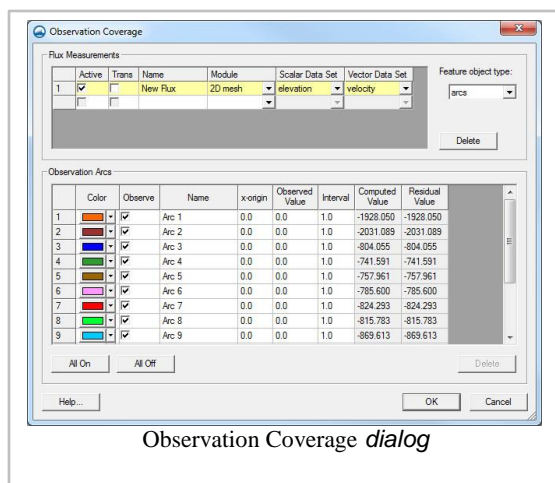 Observation Coverage
Flux Measurements
Active Trans Name Module Scalar Data Set Vector Data Set
1 New Flux 2D mesh elevation velocity
Feature object type:
arcs
Delete
Observation Arcs
Color Observe Name x-origin Observed Value Interval Computed Value Residual Value
1 Arc 1 0.0 0.0 1.0 -1928.050 -1928.050
2 Arc 2 0.0 0.0 1.0 -2031.089 -2031.089
3 Arc 3 0.0 0.0 1.0 -804.055 -804.055
4 Arc 4 0.0 0.0 1.0 -741.591 -741.591
5 Arc 5 0.0 0.0 1.0 -757.961 -757.961
6 Arc 6 0.0 0.0 1.0 -785.600 -785.600
7 Arc 7 0.0 0.0 1.0 -824.293 -824.293
8 Arc 8 0.0 0.0 1.0 -815.783 -815.783
9 Arc 9 0.0 0.0 1.0 -869.613 -869.613
All On All Off Delete
Help... OK Cancel
Observation Coverage dialog